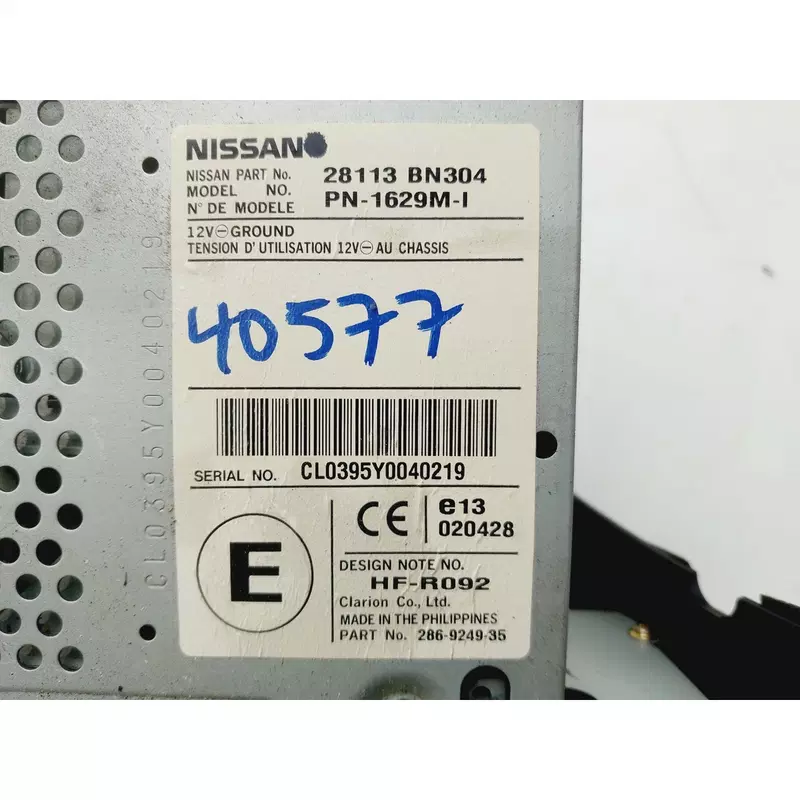 NISSAN
NISSAN PART No. 28113 BN304
MODEL NO. PN-1629M-I
N° DE MODELE
12V⊖GROUND
TENSION D' UTILISATION 12V⊖ AU CHASSIS
40577
SERIAL NO. CL0395Y0040219
CE
e13
020428
E
DESIGN NOTE NO.
HF-R092
Clarion Co., Ltd.
MADE IN THE PHILIPPINES
PART No. 286-9249-35
CL0395Y0040219